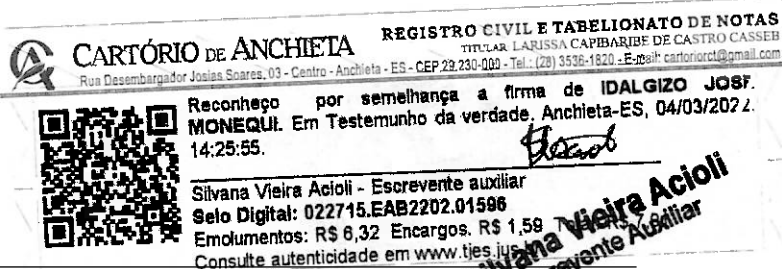 CARTÓRIO DE ANCHIETA
REGISTRO CIVIL E TABELIONATO DE NOTAS
TITULAR LARISSA CAPIBARIBE DE CASTRO CASSEB
Rua Desembargador Josias Soares, 03 - Centro - Anchieta - ES - CEP 29.230-000 - Tel.: (28) 3536-1820 - E-mail: cartoriorct@gmail.com
Reconheço por semelhança a firma de IDALGIZO JOSE
MONEQUI. Em Testemunho da verdade. Anchieta-ES, 04/03/2022.
14:25:55.
Silvana Vieira Acioli - Escrevente auxiliar
Selo Digital: 022715.EAB2202.01596
Emolumentos: R$ 6,32 Encargos. R$ 1,59
Consulte autenticidade em www.tjes.jus
Silvana Vieira Acioli
Escrevente Auxiliar